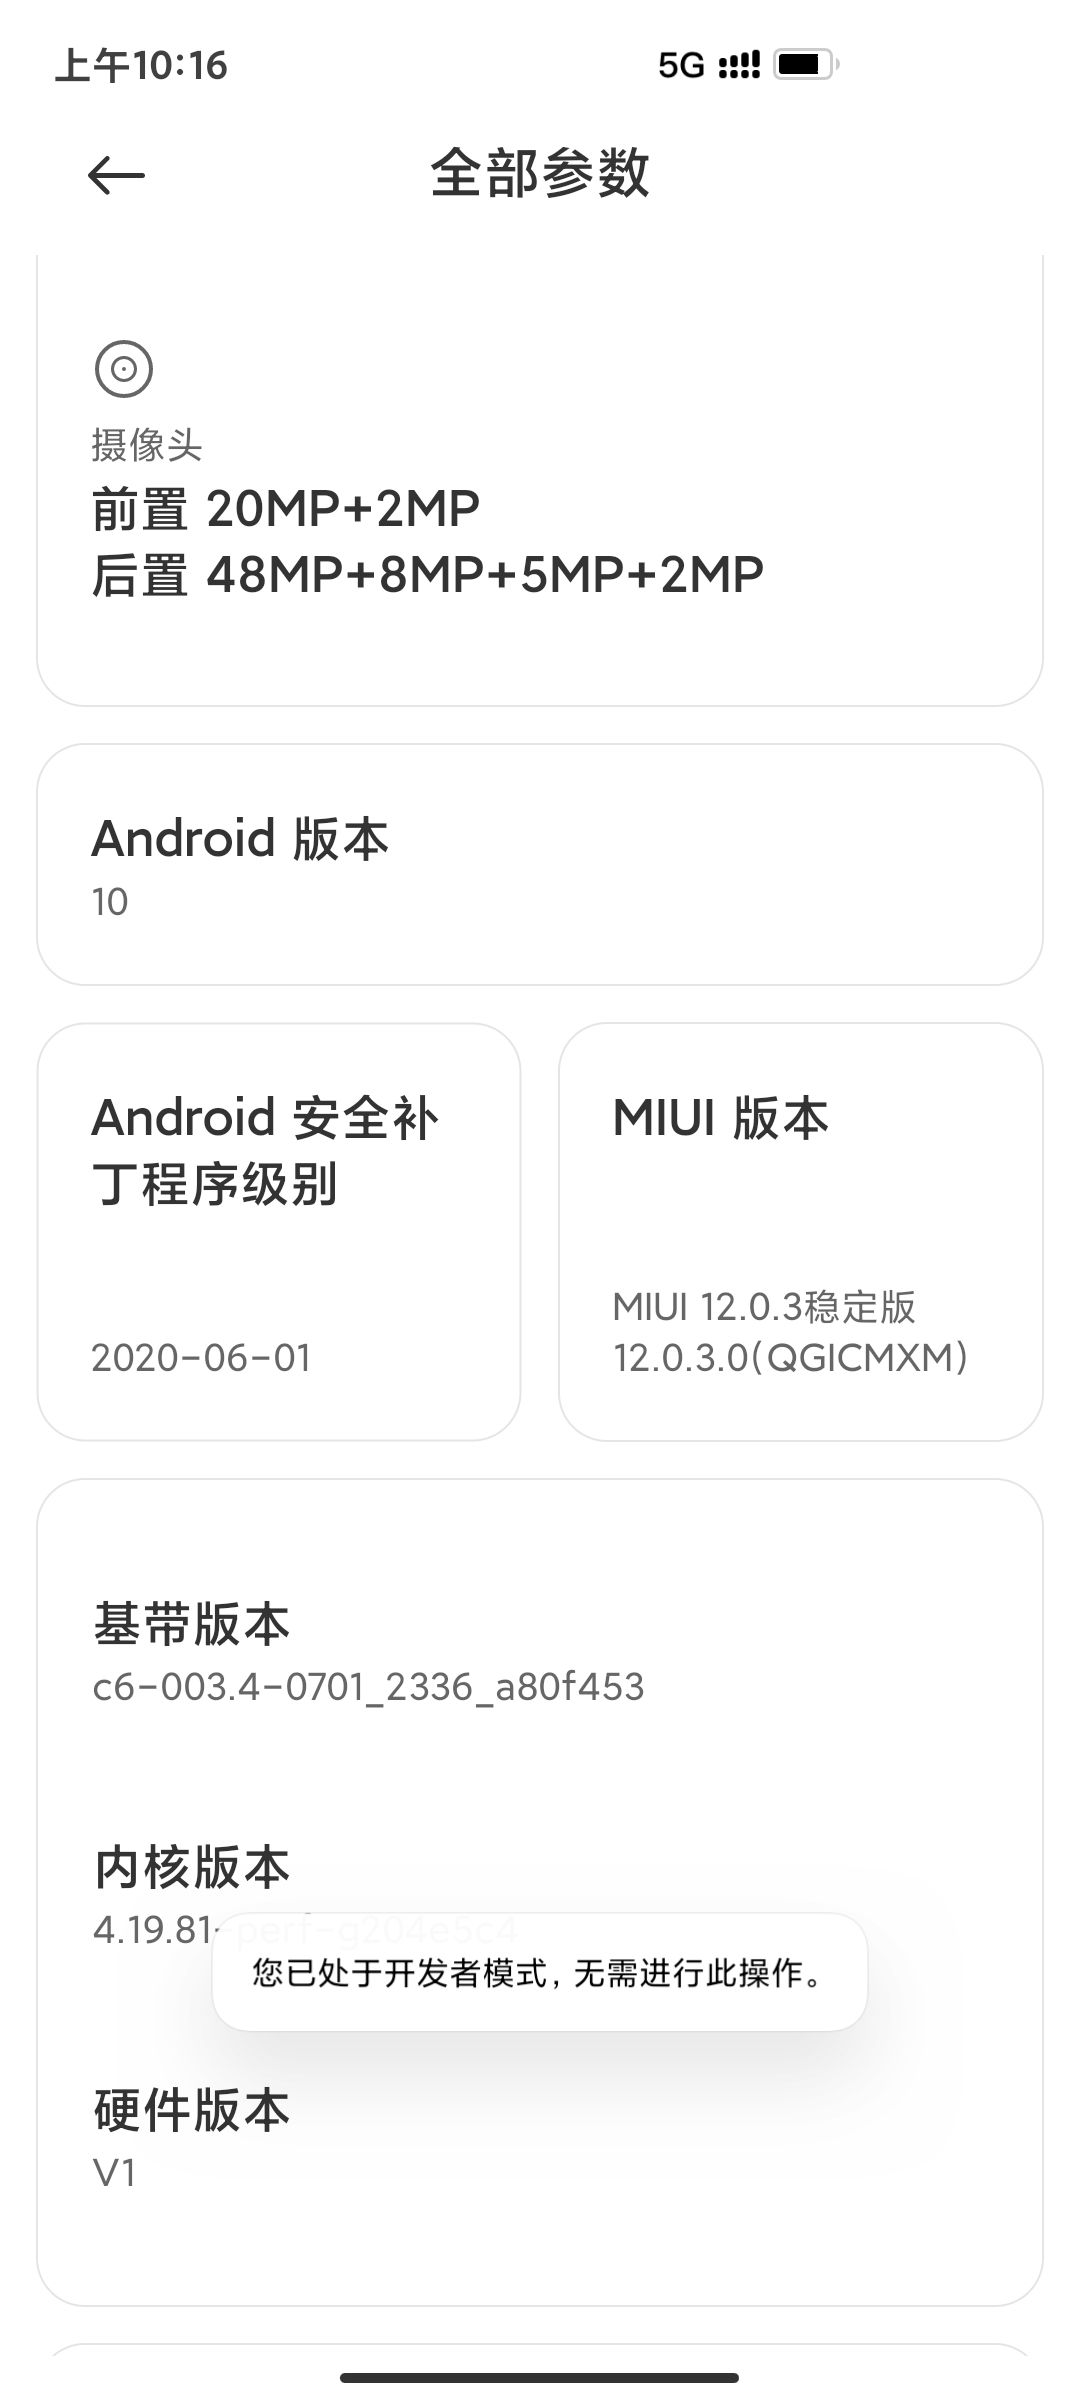 上午10:16
5G
全部参数
摄像头
前置 20MP+2MP
后置 48MP+8MP+5MP+2MP
Android 版本
10
Android 安全补
丁程序级别
2020-06-01
MIUI 版本
MIUI 12.0.3稳定版
12.0.3.0(QGICMXM)
基带版本
c6-003.4-0701_2336_a80f453
内核版本
4.19.81-perf-g204e5c4
您已处于开发者模式，无需进行此操作。
硬件版本
V1